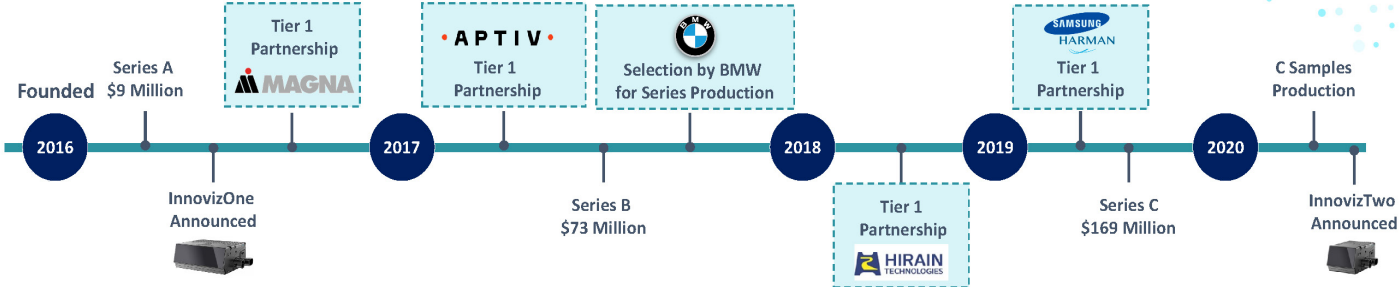 Founded
2016
Series A
$9 Million
InnovizOne
Announced
Tier 1
Partnership
MAGNA
2017
• APTIV •
Tier 1
Partnership
Series B
$73 Million
BMW
Selection by BMW
for Series Production
2018
Tier 1
Partnership
HIRAIN
TECHNOLOGIES
2019
SAMSUNG
HARMAN
Tier 1
Partnership
Series C
$169 Million
2020
C Samples
Production
InnovizTwo
Announced